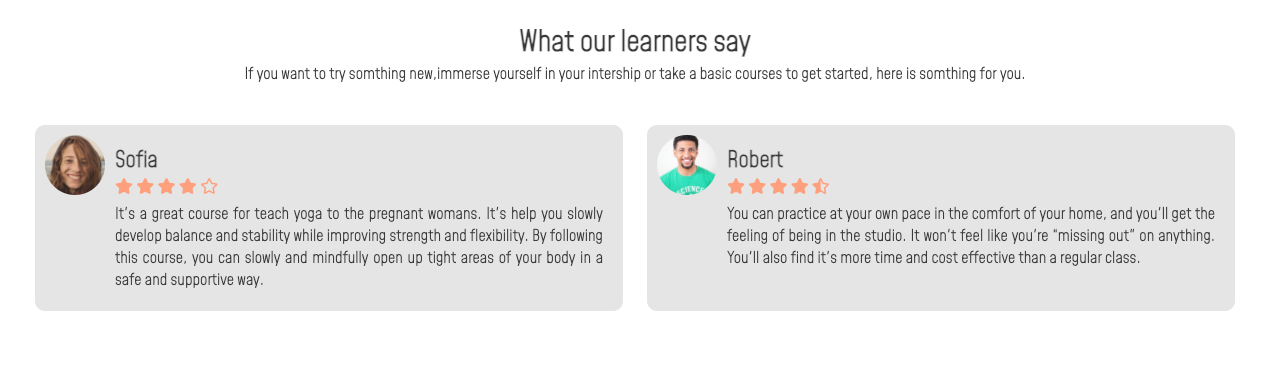 What our learners say
If you want to try somthing new,immerse yourself in your intership or take a basic courses to get started, here is somthing for you.
Sofia
It's a great course for teach yoga to the pregnant womans. It's help you slowly
develop balance and stability while improving strength and flexibility. By following
this course, you can slowly and mindfully open up tight areas of your body in a
safe and supportive way.
Robert
You can practice at your own pace in the comfort of your home, and you'll get the
feeling of being in the studio. It won't feel like you're "missing out" on anything.
You'll also find it's more time and cost effective than a regular class.
SCIENCE